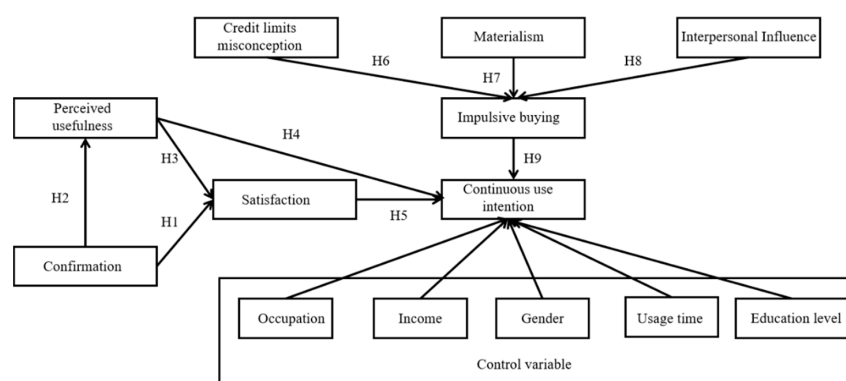 Credit limits
misconception
Materialism
Interpersonal Influence
H6
H7
H8
Perceived
usefulness
Impulsive buying
H4
H3
H9
Satisfaction
Continuous use
intention
H2
H1
H5
Confirmation
Occupation
Income
Gender
Usage time
Education level
Control variable